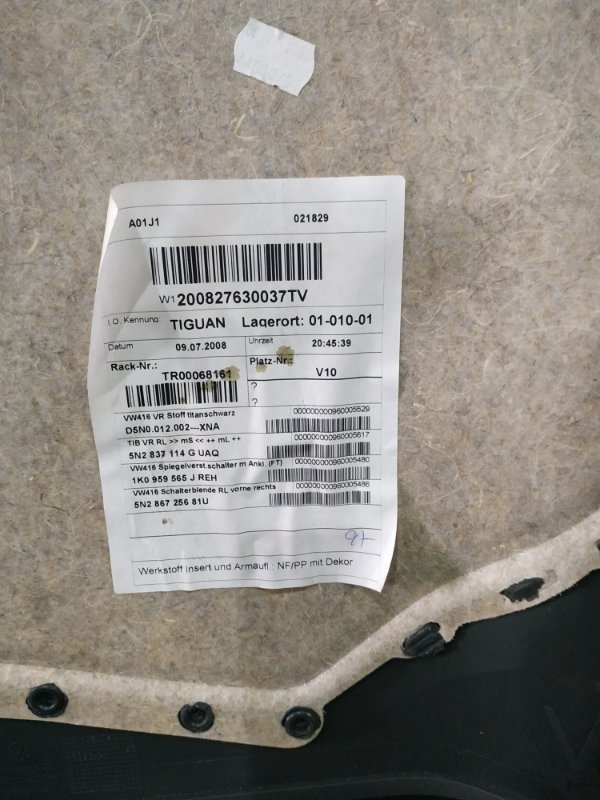 A01J1 021829
W1 200827630037TV
I.O. Kennung: TIGUAN Lagerort: 01-010-01
Datum 09.07.2008 Uhrzeit 20:45:39
Rack-Nr.: TR00068161 Platz-Nr.: V10
?
?
VW416 VR Stoff titanschwarz 000000000960005529
D5N0.012.002---XNA
TIB VR RL >> mS << ++ mL ++ 000000000960005617
5N2 837 114 G UAQ
VW416 Spiegelverst.schalter m Ankl. (FT) 000000000960005480
1K0 959 565 J REH
VW416 Schalterblende RL vorne rechts 000000000960005486
5N2 867 256 81U
Werkstoff Insert und Armaufl.: NF/PP mit Dekor